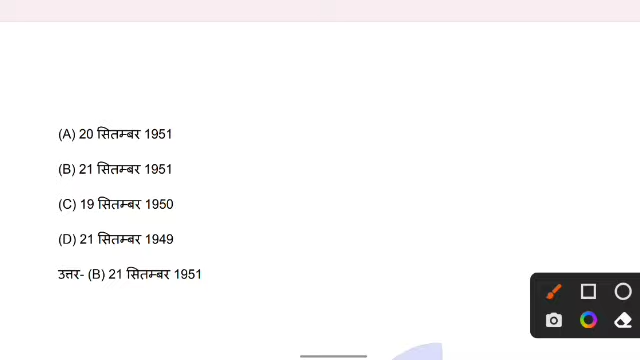 (A) 20 सितम्बर 1951
(B) 21 सितम्बर 1951
(C) 19 सितम्बर 1950
(D) 21 सितम्बर 1949
उत्तर- (B) 21 सितम्बर 1951